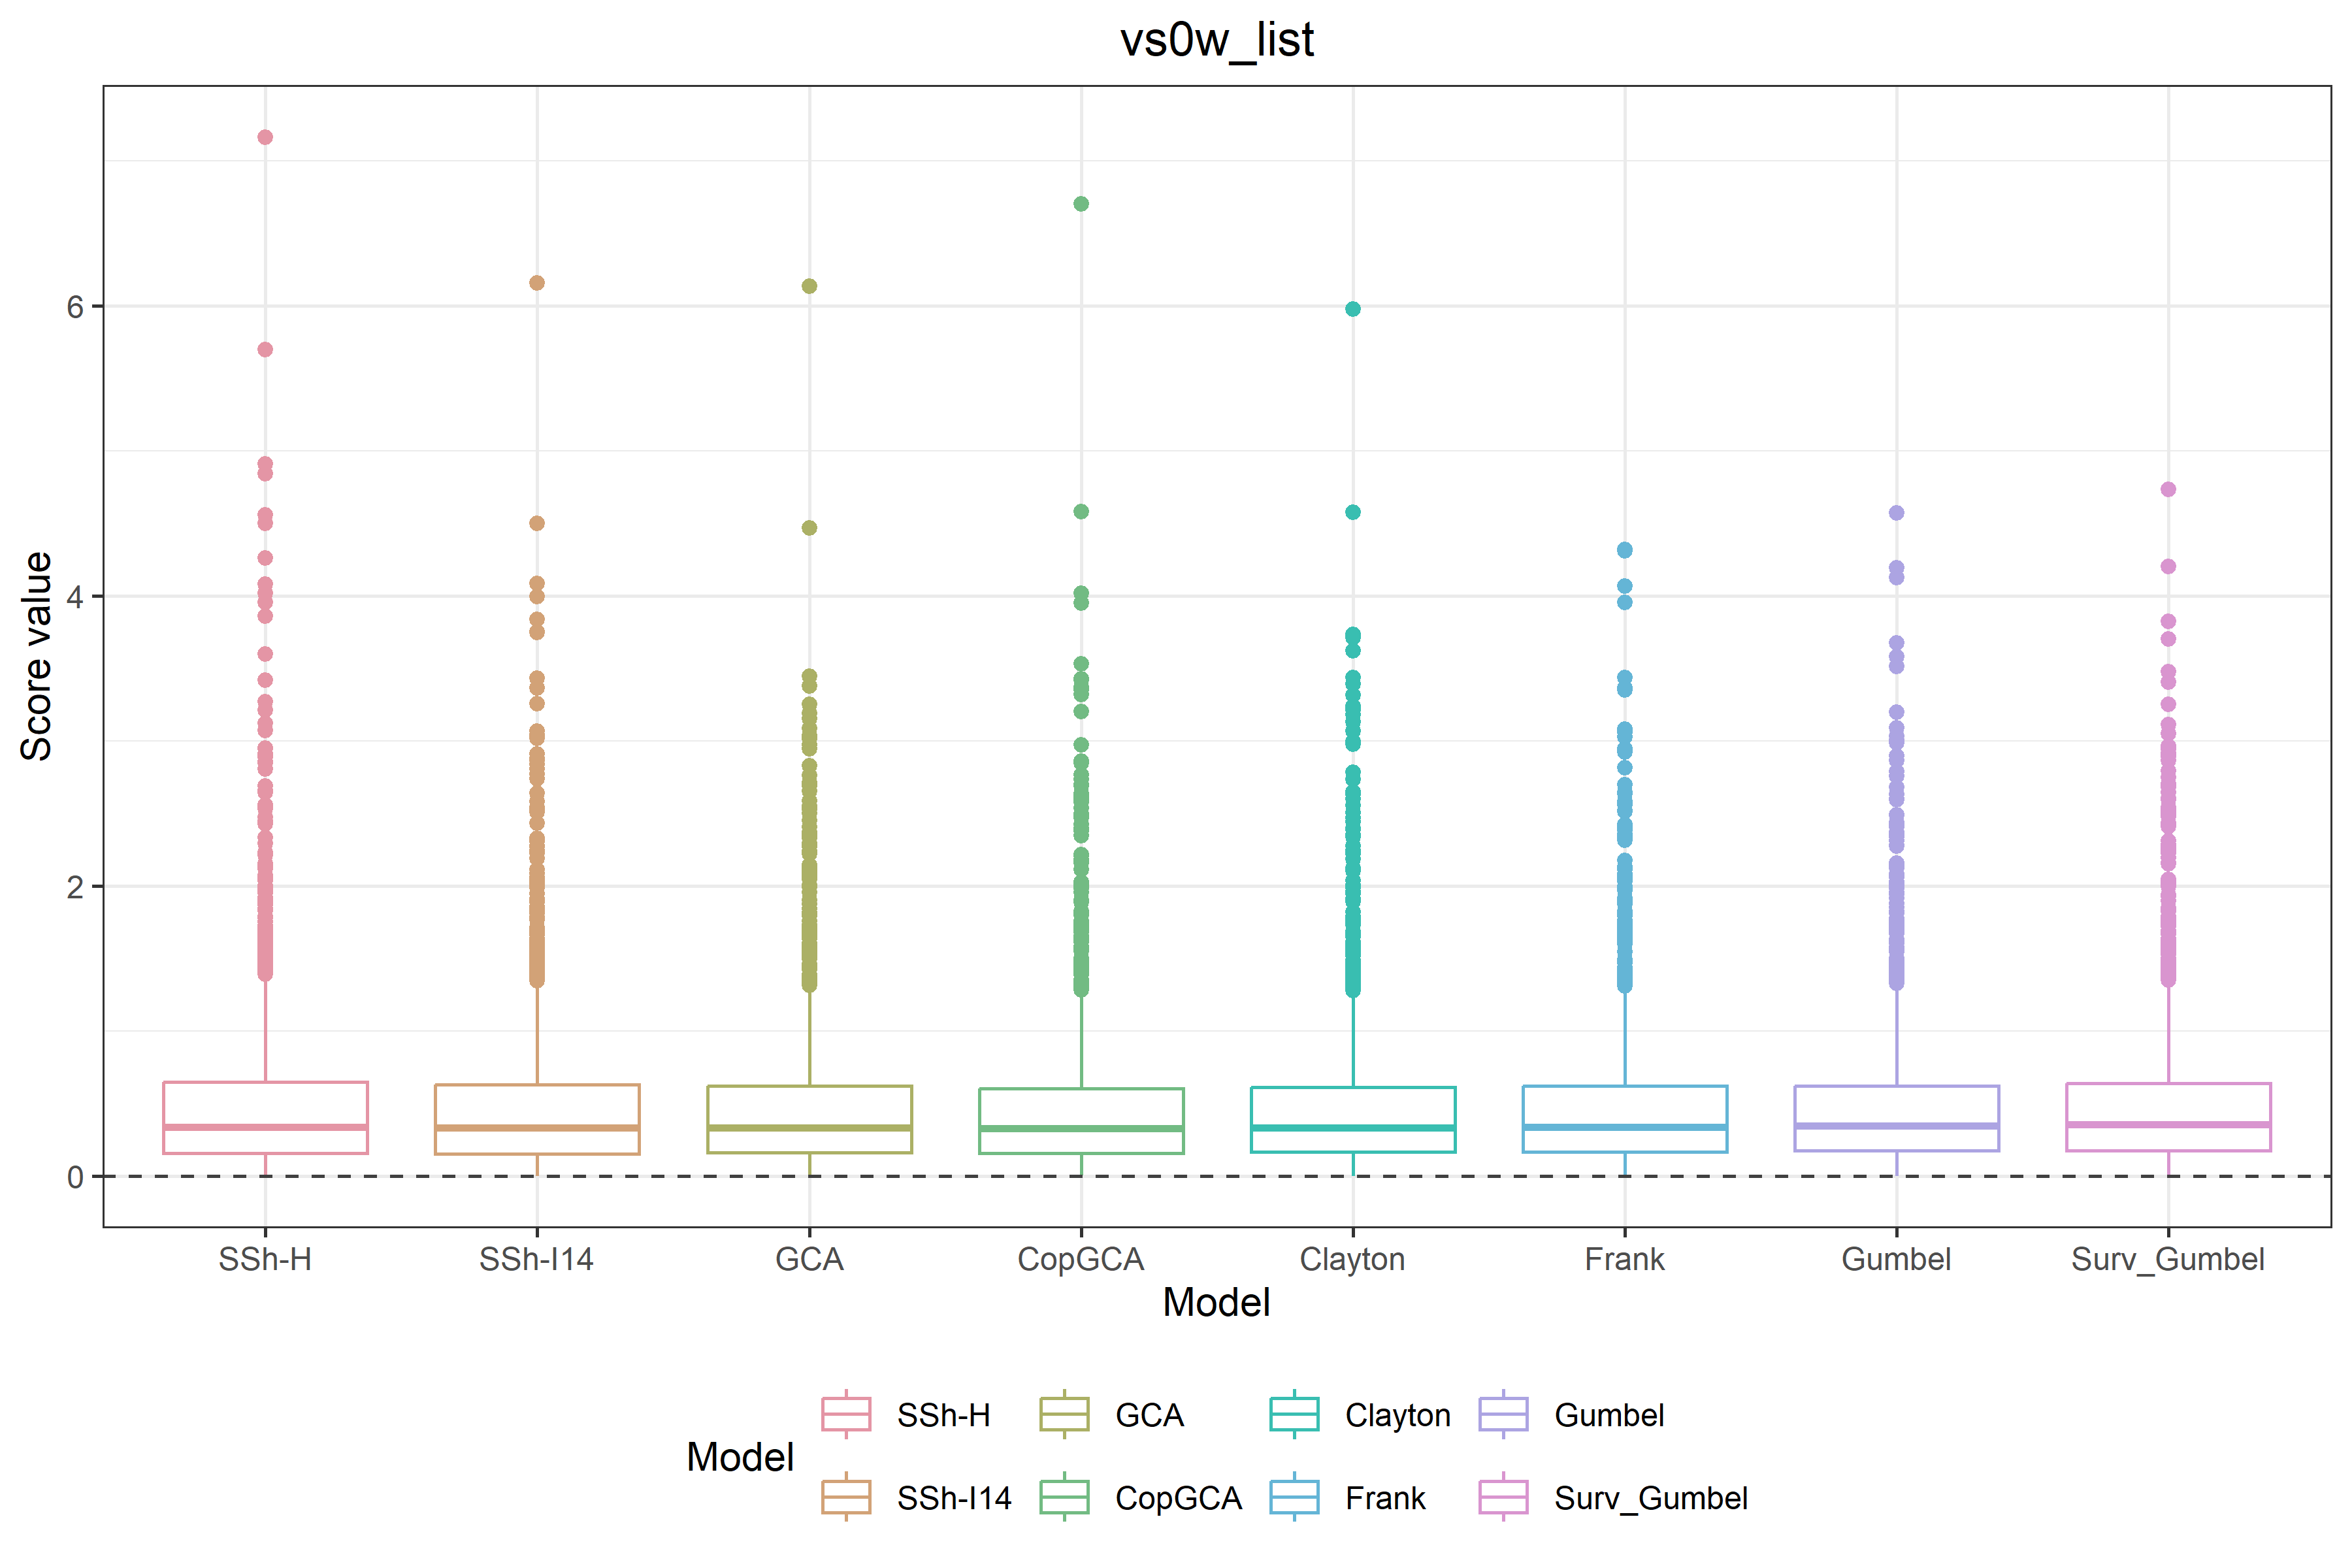 vs0w_list
Score value
6
4
2
0
SSh-H SSh-I14 GCA CopGCA Clayton Frank Gumbel Surv_Gumbel
Model
Model
SSh-H GCA Clayton Gumbel
SSh-I14 CopGCA Frank Surv_Gumbel